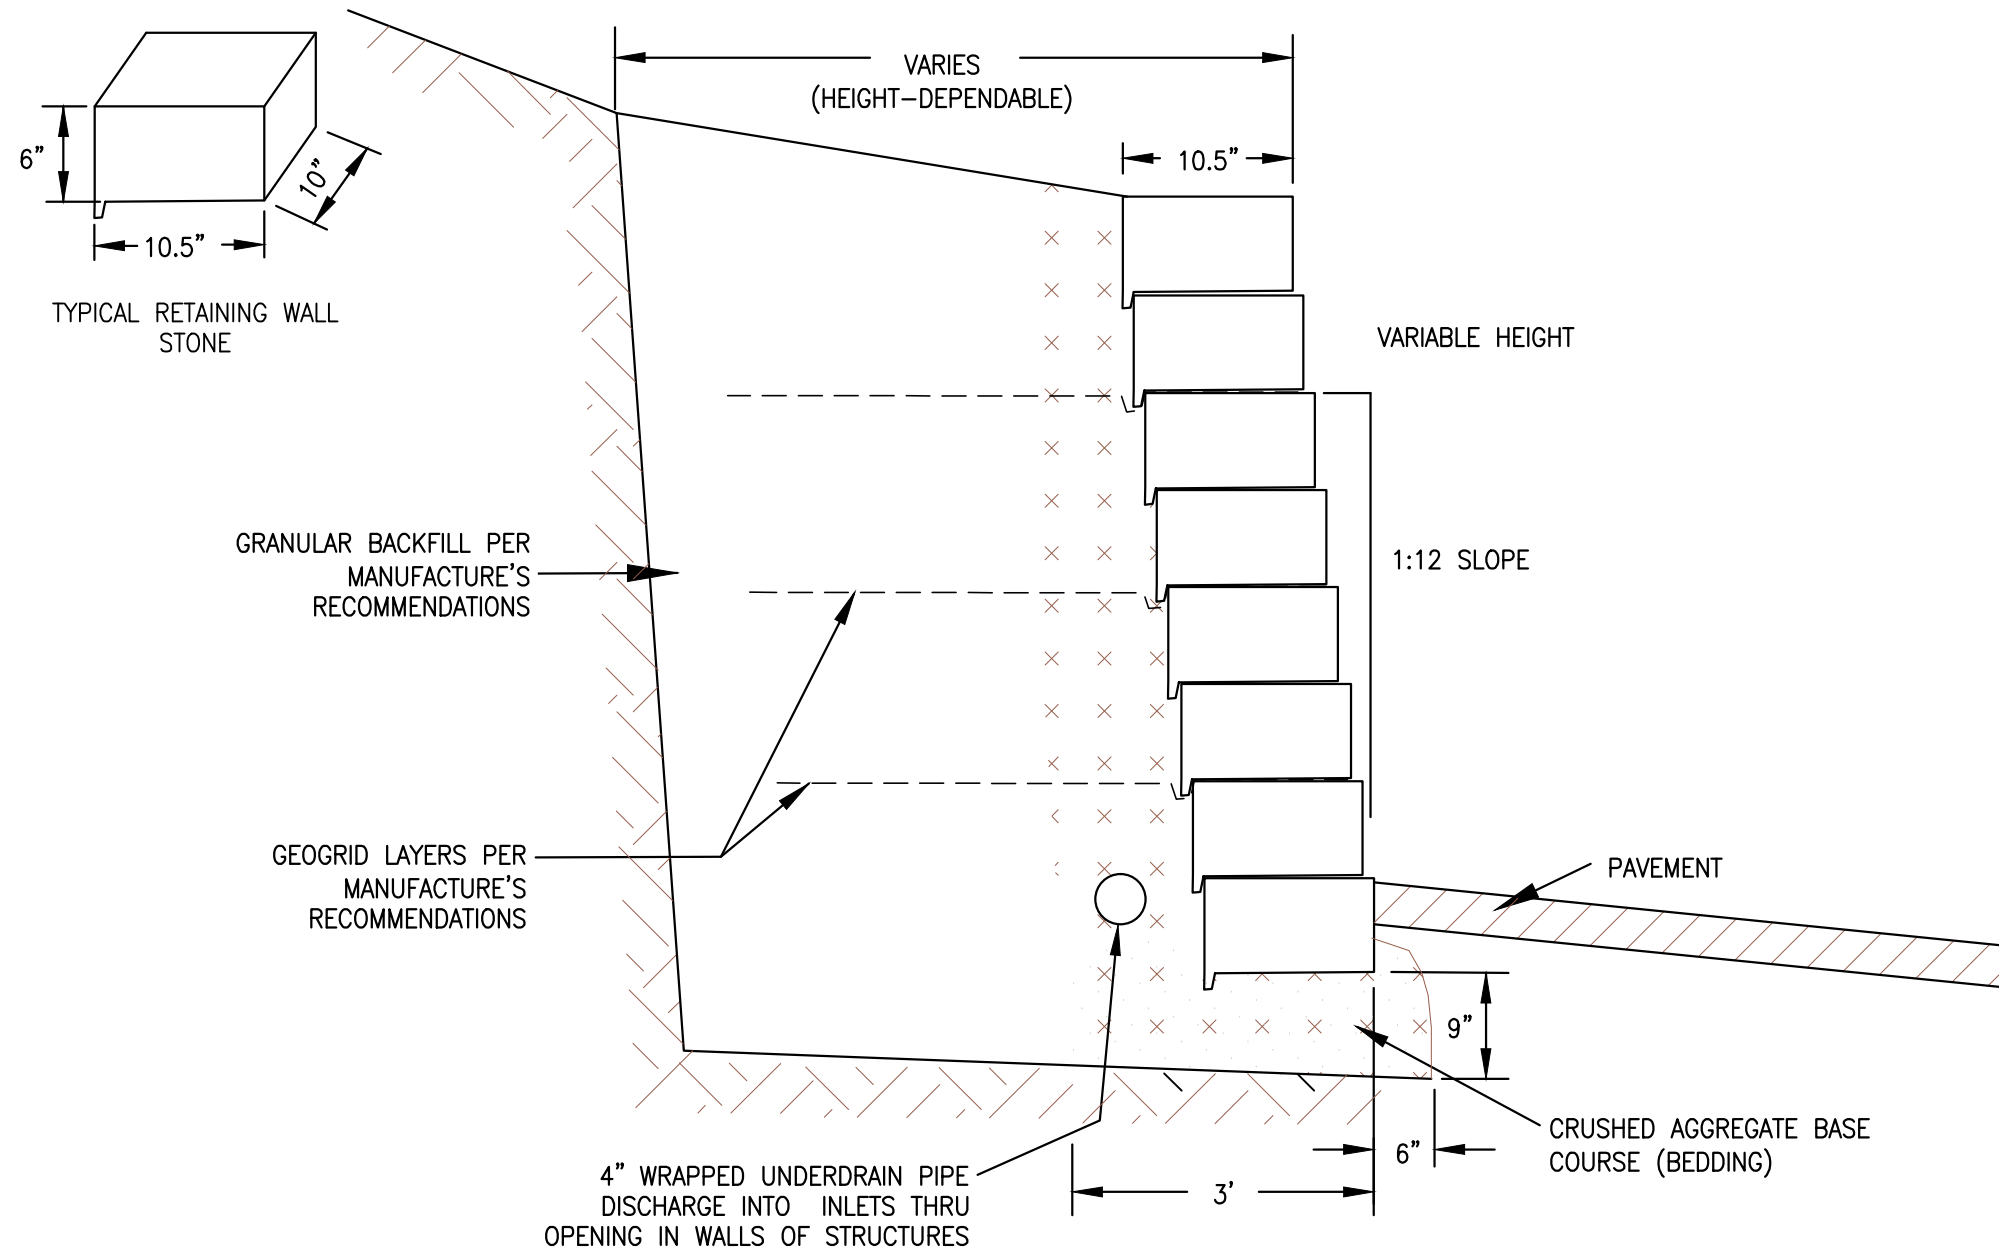 VARIES
(HEIGHT-DEPENDABLE)
10.5”
6”
10”
10.5”
TYPICAL RETAINING WALL
STONE
VARIABLE HEIGHT
1:12 SLOPE
GRANULAR BACKFILL PER
MANUFACTURE'S
RECOMMENDATIONS
GEOGRID LAYERS PER
MANUFACTURE'S
RECOMMENDATIONS
PAVEMENT
9”
CRUSHED AGGREGATE BASE
COURSE (BEDDING)
6”
3'
4” WRAPPED UNDERDRAIN PIPE
DISCHARGE INTO INLETS THRU
OPENING IN WALLS OF STRUCTURES